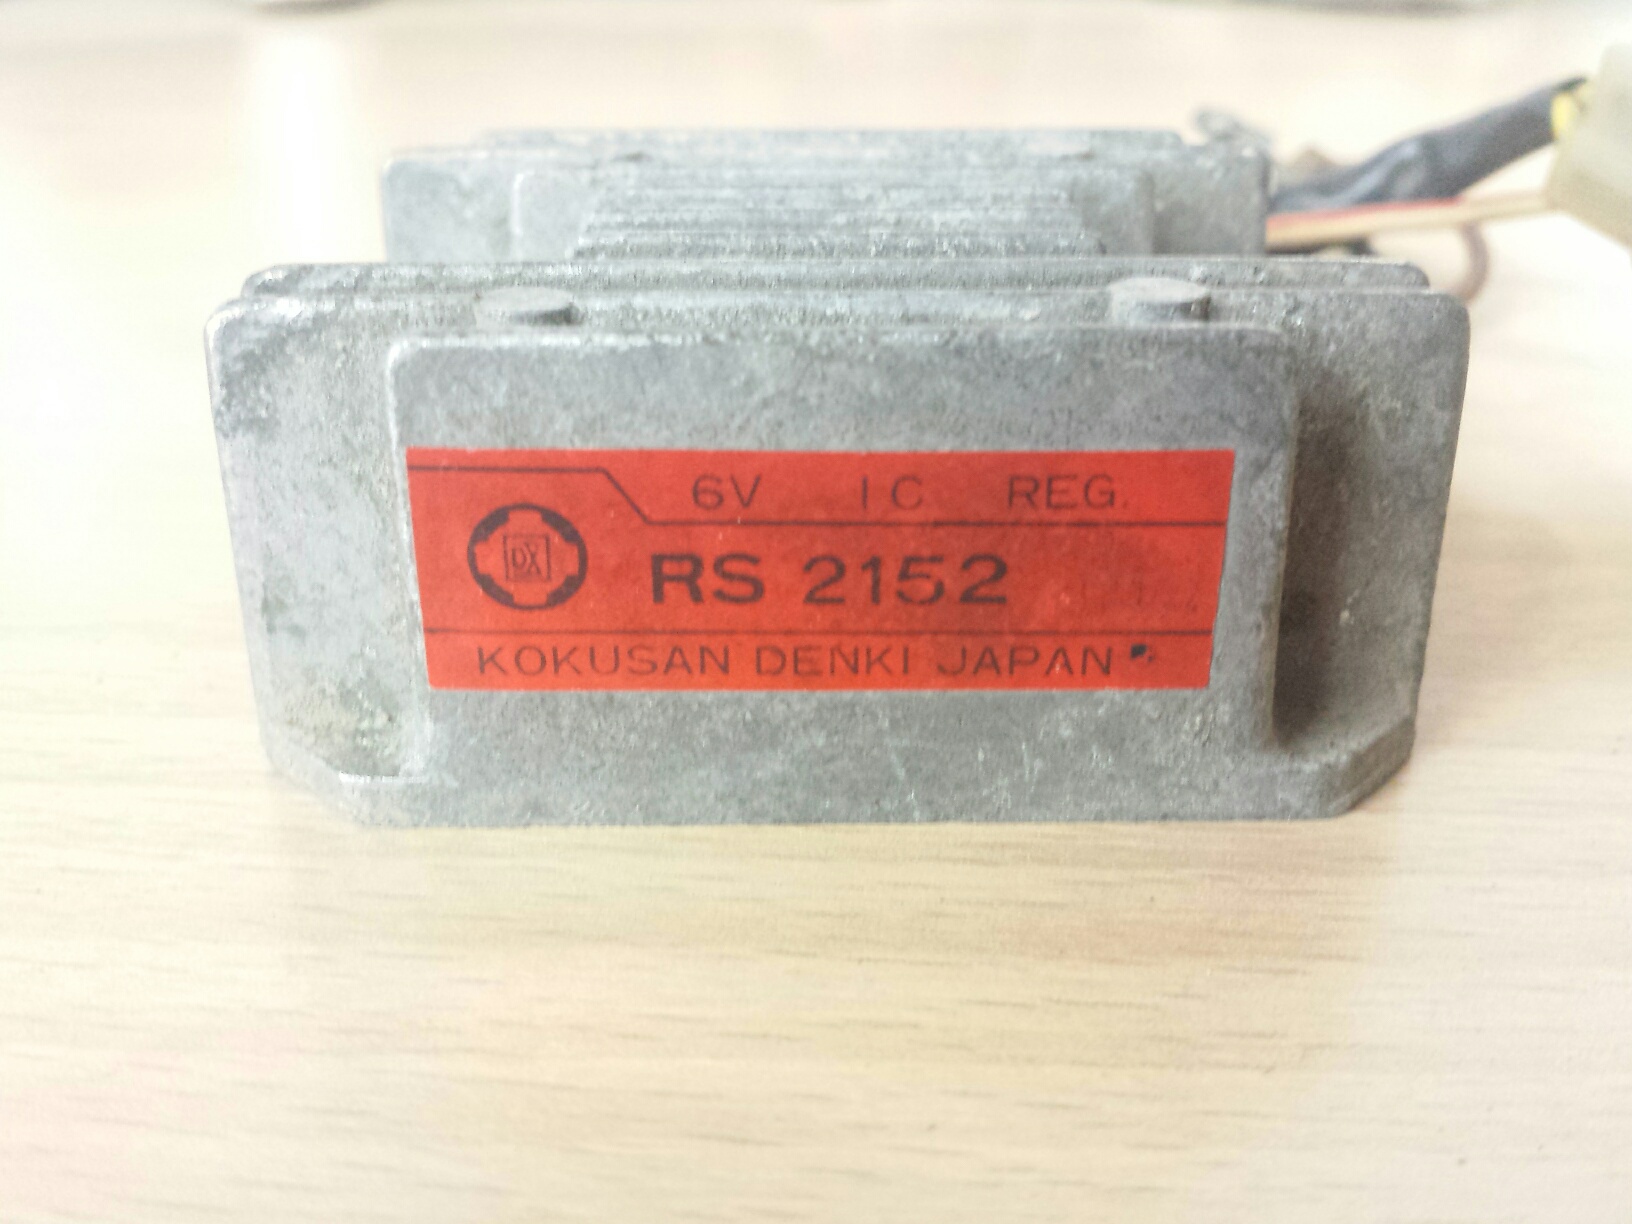 6V IC REG.
DX
RS 2152
KOKUSAN DENKI JAPAN